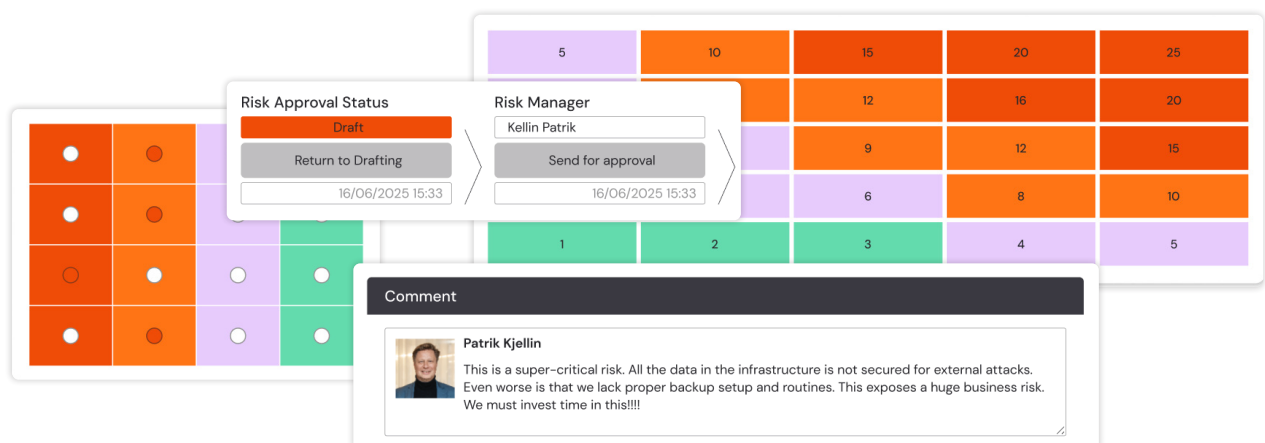 5 10 15 20 25
Risk Approval Status Risk Manager
Draft Kellin Patrik
12 16 20
Return to Drafting Send for approval
9 12 15
16/06/2025 15:33 16/06/2025 15:33
6 8 10
1 2 3 4 5
Comment
Patrik Kjellin
This is a super-critical risk. All the data in the infrastructure is not secured for external attacks.
Even worse is that we lack proper backup setup and routines. This exposes a huge business risk.
We must invest time in this!!!!